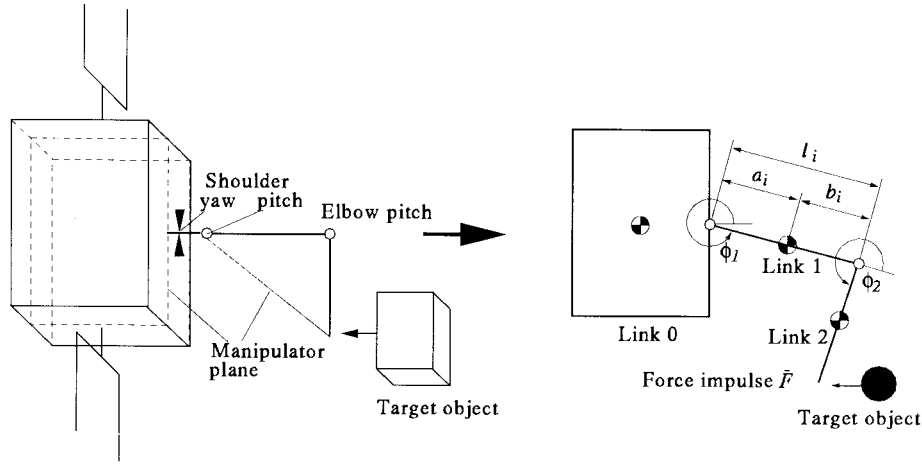 Shoulder
yaw pitch
Elbow pitch
Manipulator
plane
Target object
l_i
a_i
b_i
ϕ_1
Link 1
ϕ_2
Link 0
Link 2
Force impulse F̄
Target object